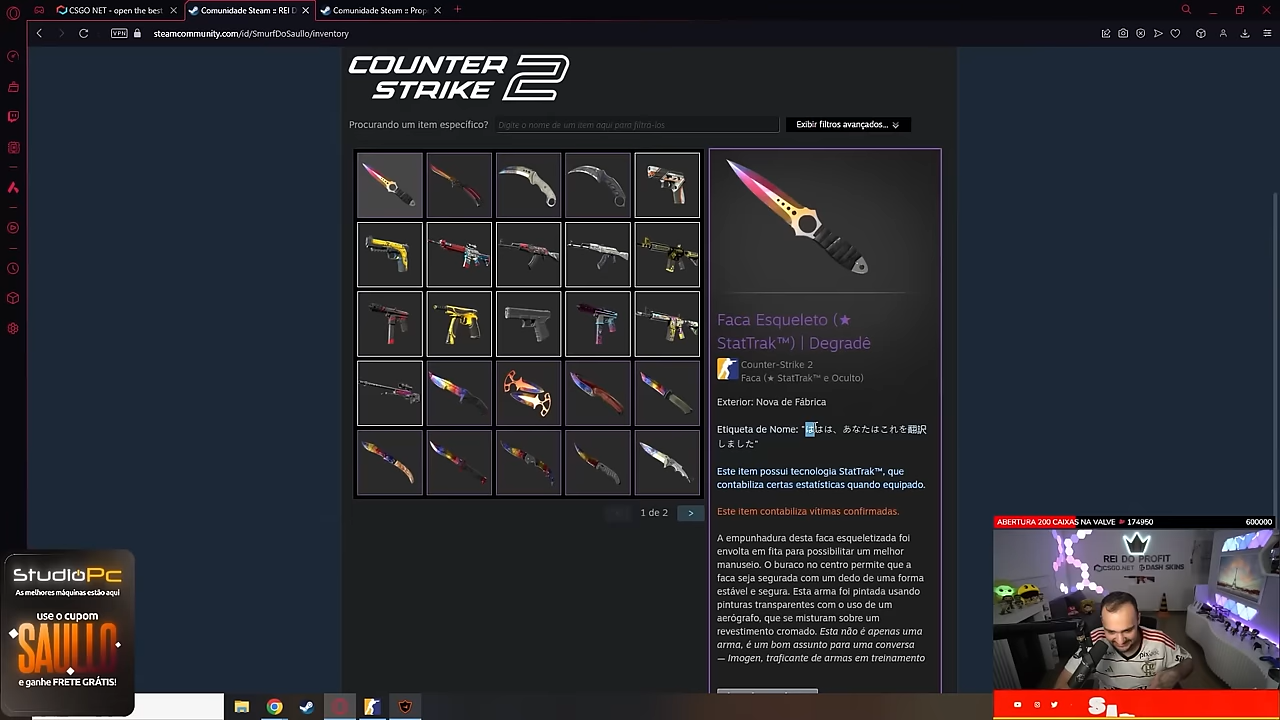 CSGO NET - open the best
Comunidade Steam :: REI D
Comunidade Steam :: Prop
VPN
steamcommunity.com/id/SmurfDoSaullo/inventory
COUNTER
STRIKE 2
Procurando um item específico?
Digite o nome de um item aqui para filtrá-los
Exibir filtros avançados...
Faca Esqueleto (★
StatTrak™) | Degradê
Counter-Strike 2
Faca (★ StatTrak™ e Oculto)
Exterior: Nova de Fábrica
Etiqueta de Nome: "ははは、あなたはこれを翻訳
しました"
Este item possui tecnologia StatTrak™, que
contabiliza certas estatísticas quando equipado.
Este item contabiliza vítimas confirmadas.
A empunhadura desta faca esqueletizada foi
envolta em fita para possibilitar um melhor
manuseio. O buraco no centro permite que a
faca seja segurada com um dedo de uma forma
estável e segura. Esta arma foi pintada usando
pinturas transparentes com o uso de um
aerógrafo, que se misturam sobre um
revestimento cromado. Esta não é apenas uma
arma, é um bom assunto para uma conversa
— Imogen, traficante de armas em treinamento
1 de 2
>
STUDIOPC
As melhores máquinas estão aqui
use o cupom
SAULLO
e ganhe FRETE GRÁTIS!
ABERTURA 200 CAIXAS NA VALVE 174950 600000
REI DO PROFIT
CSGO.NET DASH SKINS